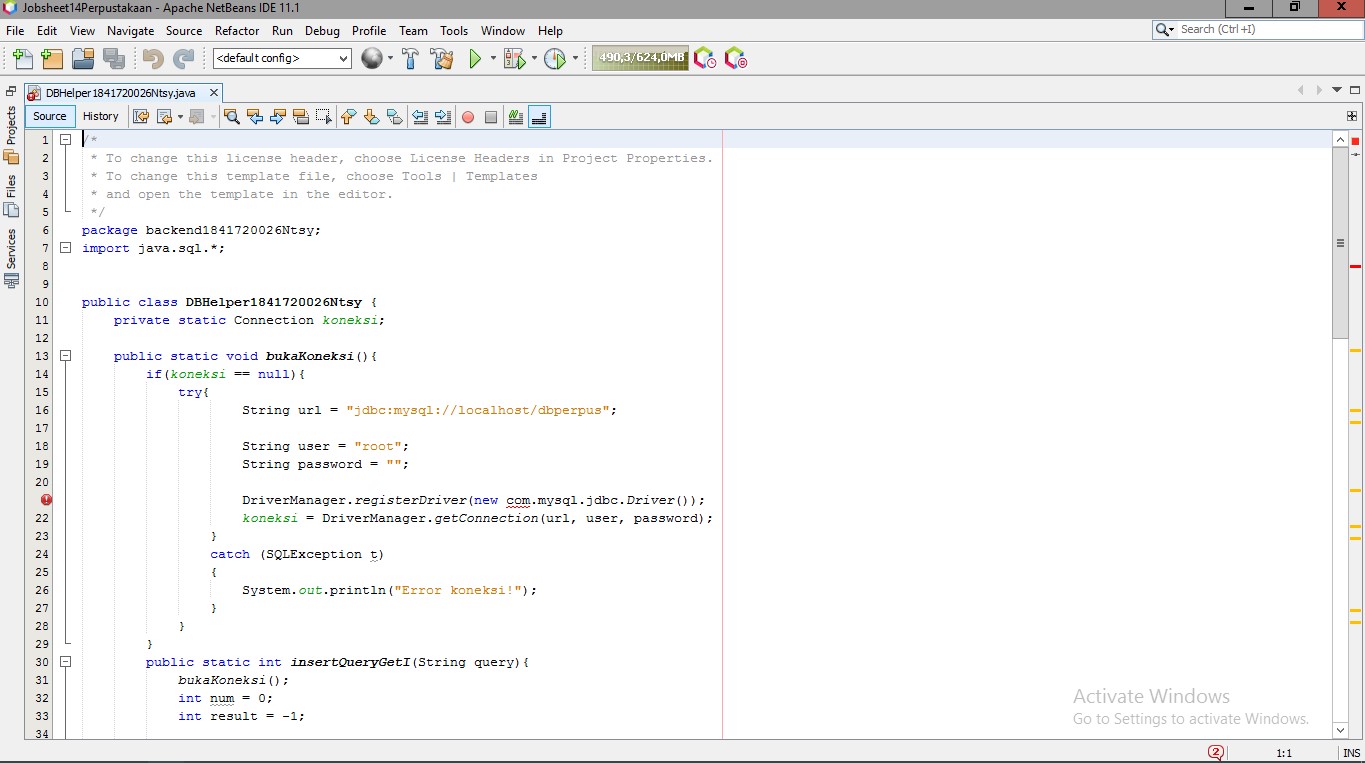 Jobsheet14Perpustakaan - Apache NetBeans IDE 11.1
File Edit View Navigate Source Refactor Run Debug Profile Team Tools Window Help
Search (Ctrl+I)
<default config>
490,3/624,0MB
DBHelper1841720026Ntsy.java
Source History
Projects
Files
Services
1 /*
2 * To change this license header, choose License Headers in Project Properties.
3 * To change this template file, choose Tools | Templates
4 * and open the template in the editor.
5 */
6 package backend1841720026Ntsy;
7 import java.sql.*;
8
9
10 public class DBHelper1841720026Ntsy {
11 private static Connection koneksi;
12
13 public static void bukaKoneksi(){
14 if(koneksi == null){
15 try{
16 String url = "jdbc:mysql://localhost/dbperpus";
17
18 String user = "root";
19 String password = "";
20
DriverManager.registerDriver(new com.mysql.jdbc.Driver());
22 koneksi = DriverManager.getConnection(url, user, password);
23 }
24 catch (SQLException t)
25 {
26 System.out.println("Error koneksi!");
27 }
28 }
29 }
30 public static int insertQueryGetI(String query){
31 bukaKoneksi();
32 int num = 0;
33 int result = -1;
34
Activate Windows
Go to Settings to activate Windows.
2
1:1
INS